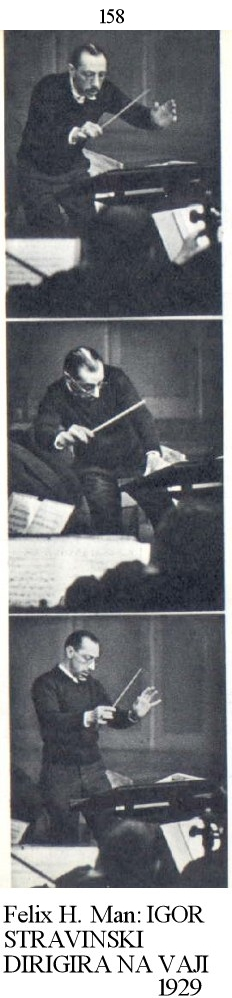 158
Felix H. Man: IGOR
STRAVINSKI
DIRIGIRA NA VAJI
1929